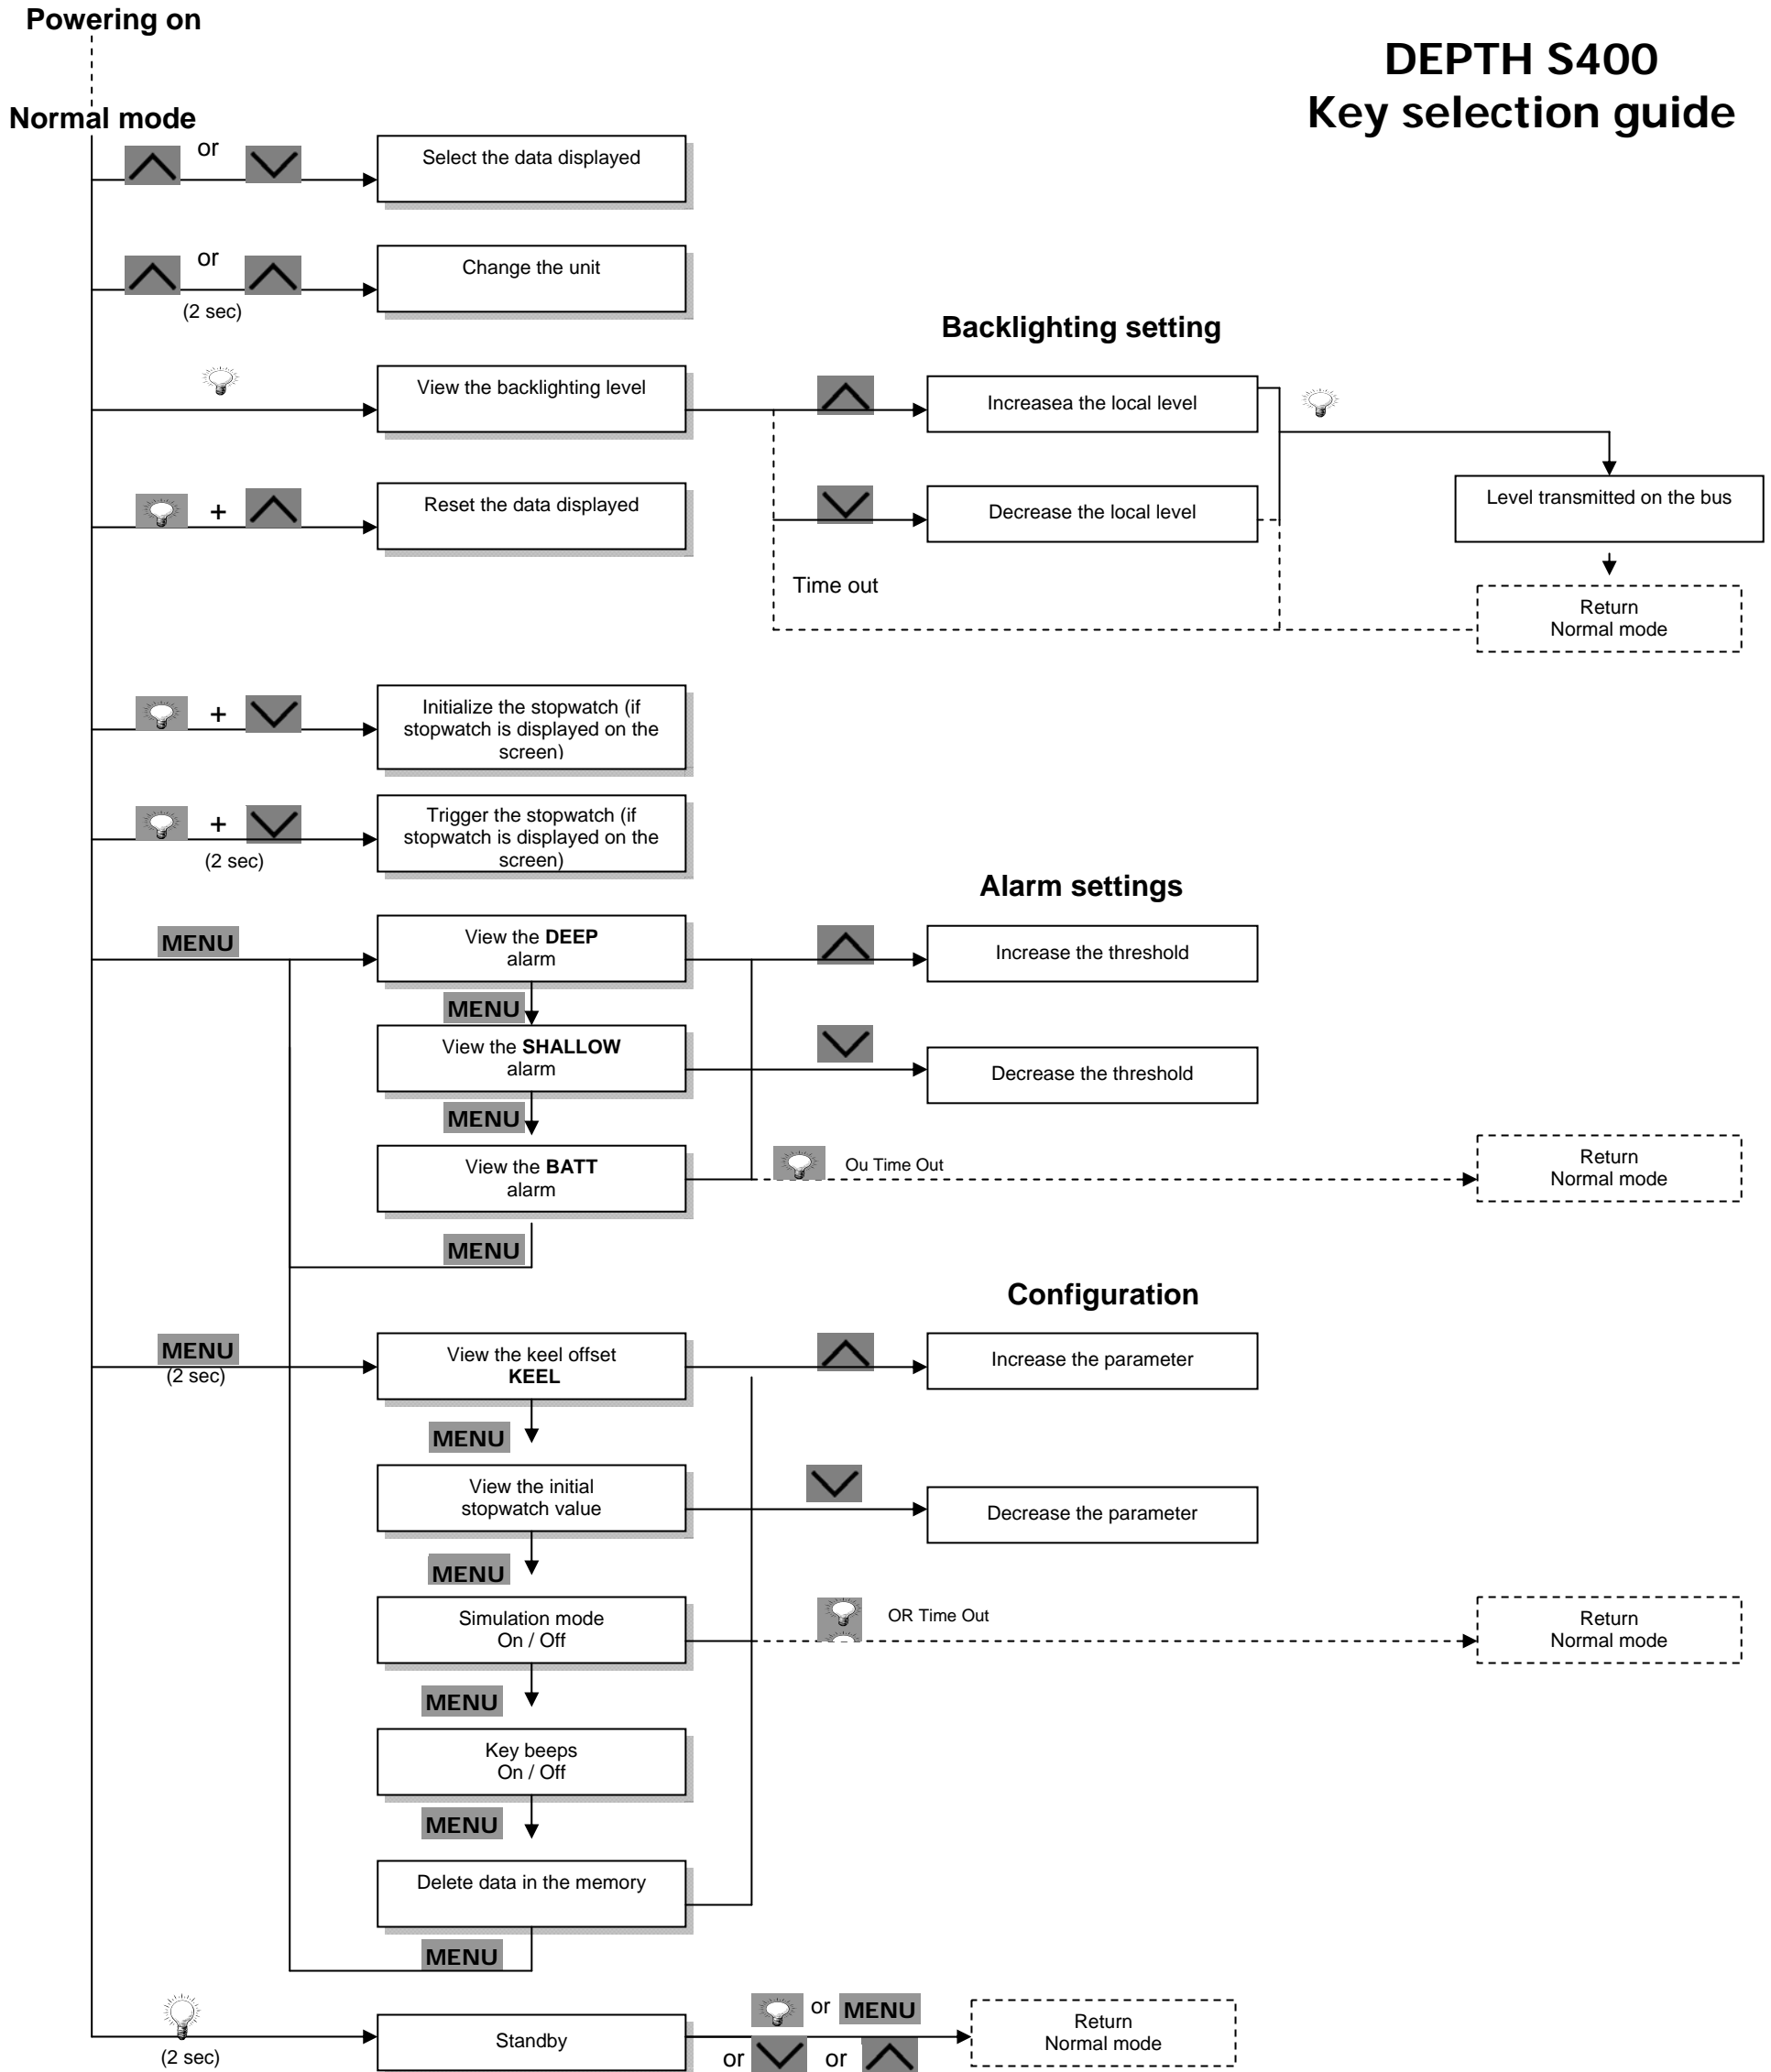 Powering on
DEPTH S400
Key selection guide
Normal mode
or
Select the data displayed
or
(2 sec)
Change the unit
Backlighting setting
View the backlighting level
Increasea the local level
+
Reset the data displayed
Decrease the local level
Level transmitted on the bus
Time out
Return
Normal mode
+
Initialize the stopwatch (if
stopwatch is displayed on the
screen)
+
(2 sec)
Trigger the stopwatch (if
stopwatch is displayed on the
screen)
Alarm settings
MENU
View the DEEP
alarm
Increase the threshold
MENU
View the SHALLOW
alarm
Decrease the threshold
MENU
View the BATT
alarm
Ou Time Out
Return
Normal mode
MENU
Configuration
MENU
(2 sec)
View the keel offset
KEEL
Increase the parameter
MENU
View the initial
stopwatch value
Decrease the parameter
MENU
Simulation mode
On / Off
OR Time Out
Return
Normal mode
MENU
Key beeps
On / Off
MENU
Delete data in the memory
MENU
(2 sec)
Standby
or MENU
or or
Return
Normal mode